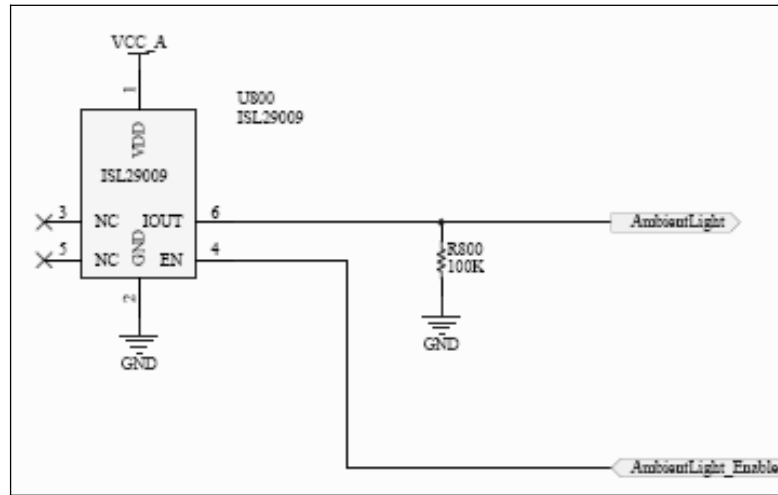 VCC_A
1
U800
ISL29009
VDD
ISL29009
3 NC IOUT 6
AmbientLight
5 NC GND EN 4
R800
100K
2
GND
GND
AmbientLight_Enable